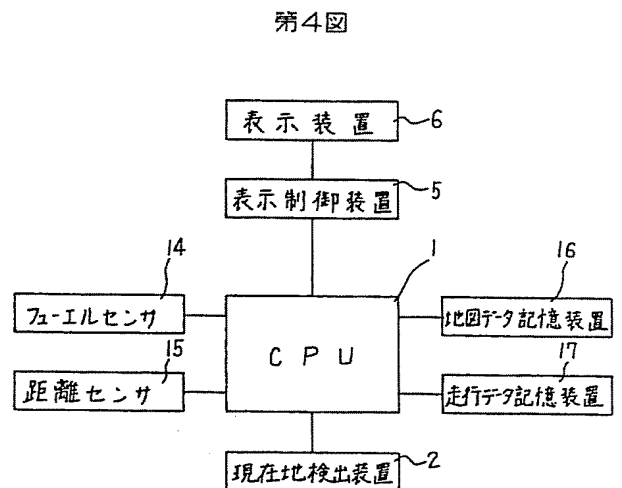 第4図
表示装置
6
表示制御装置
5
14
1
16
フューエルセンサ
CPU
地図データ記憶装置
15
17
距離センサ
走行データ記憶装置
現在地検出装置
2